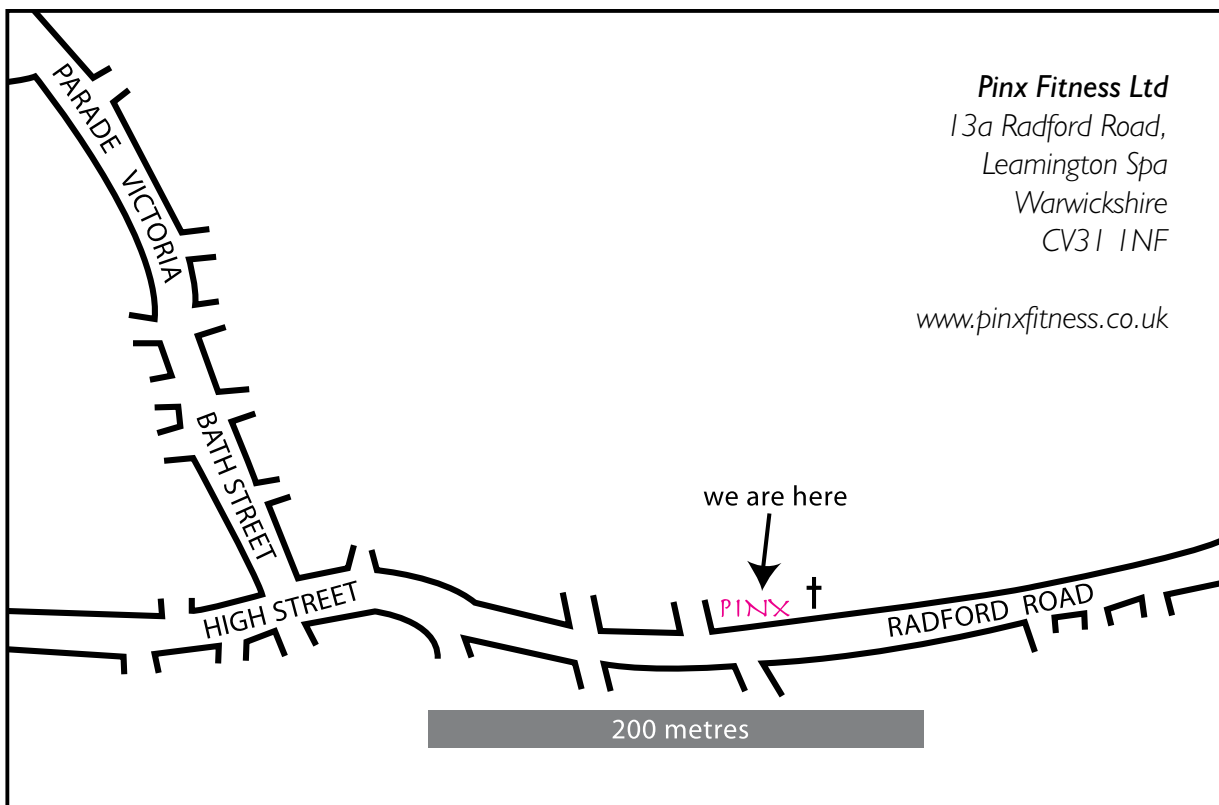 Pinx Fitness Ltd
13a Radford Road,
Leamington Spa
Warwickshire
CV31 1NF
www.pinxfitness.co.uk
PARADE VICTORIA
BATH STREET
HIGH STREET
we are here
PINX
RADFORD ROAD
200 metres